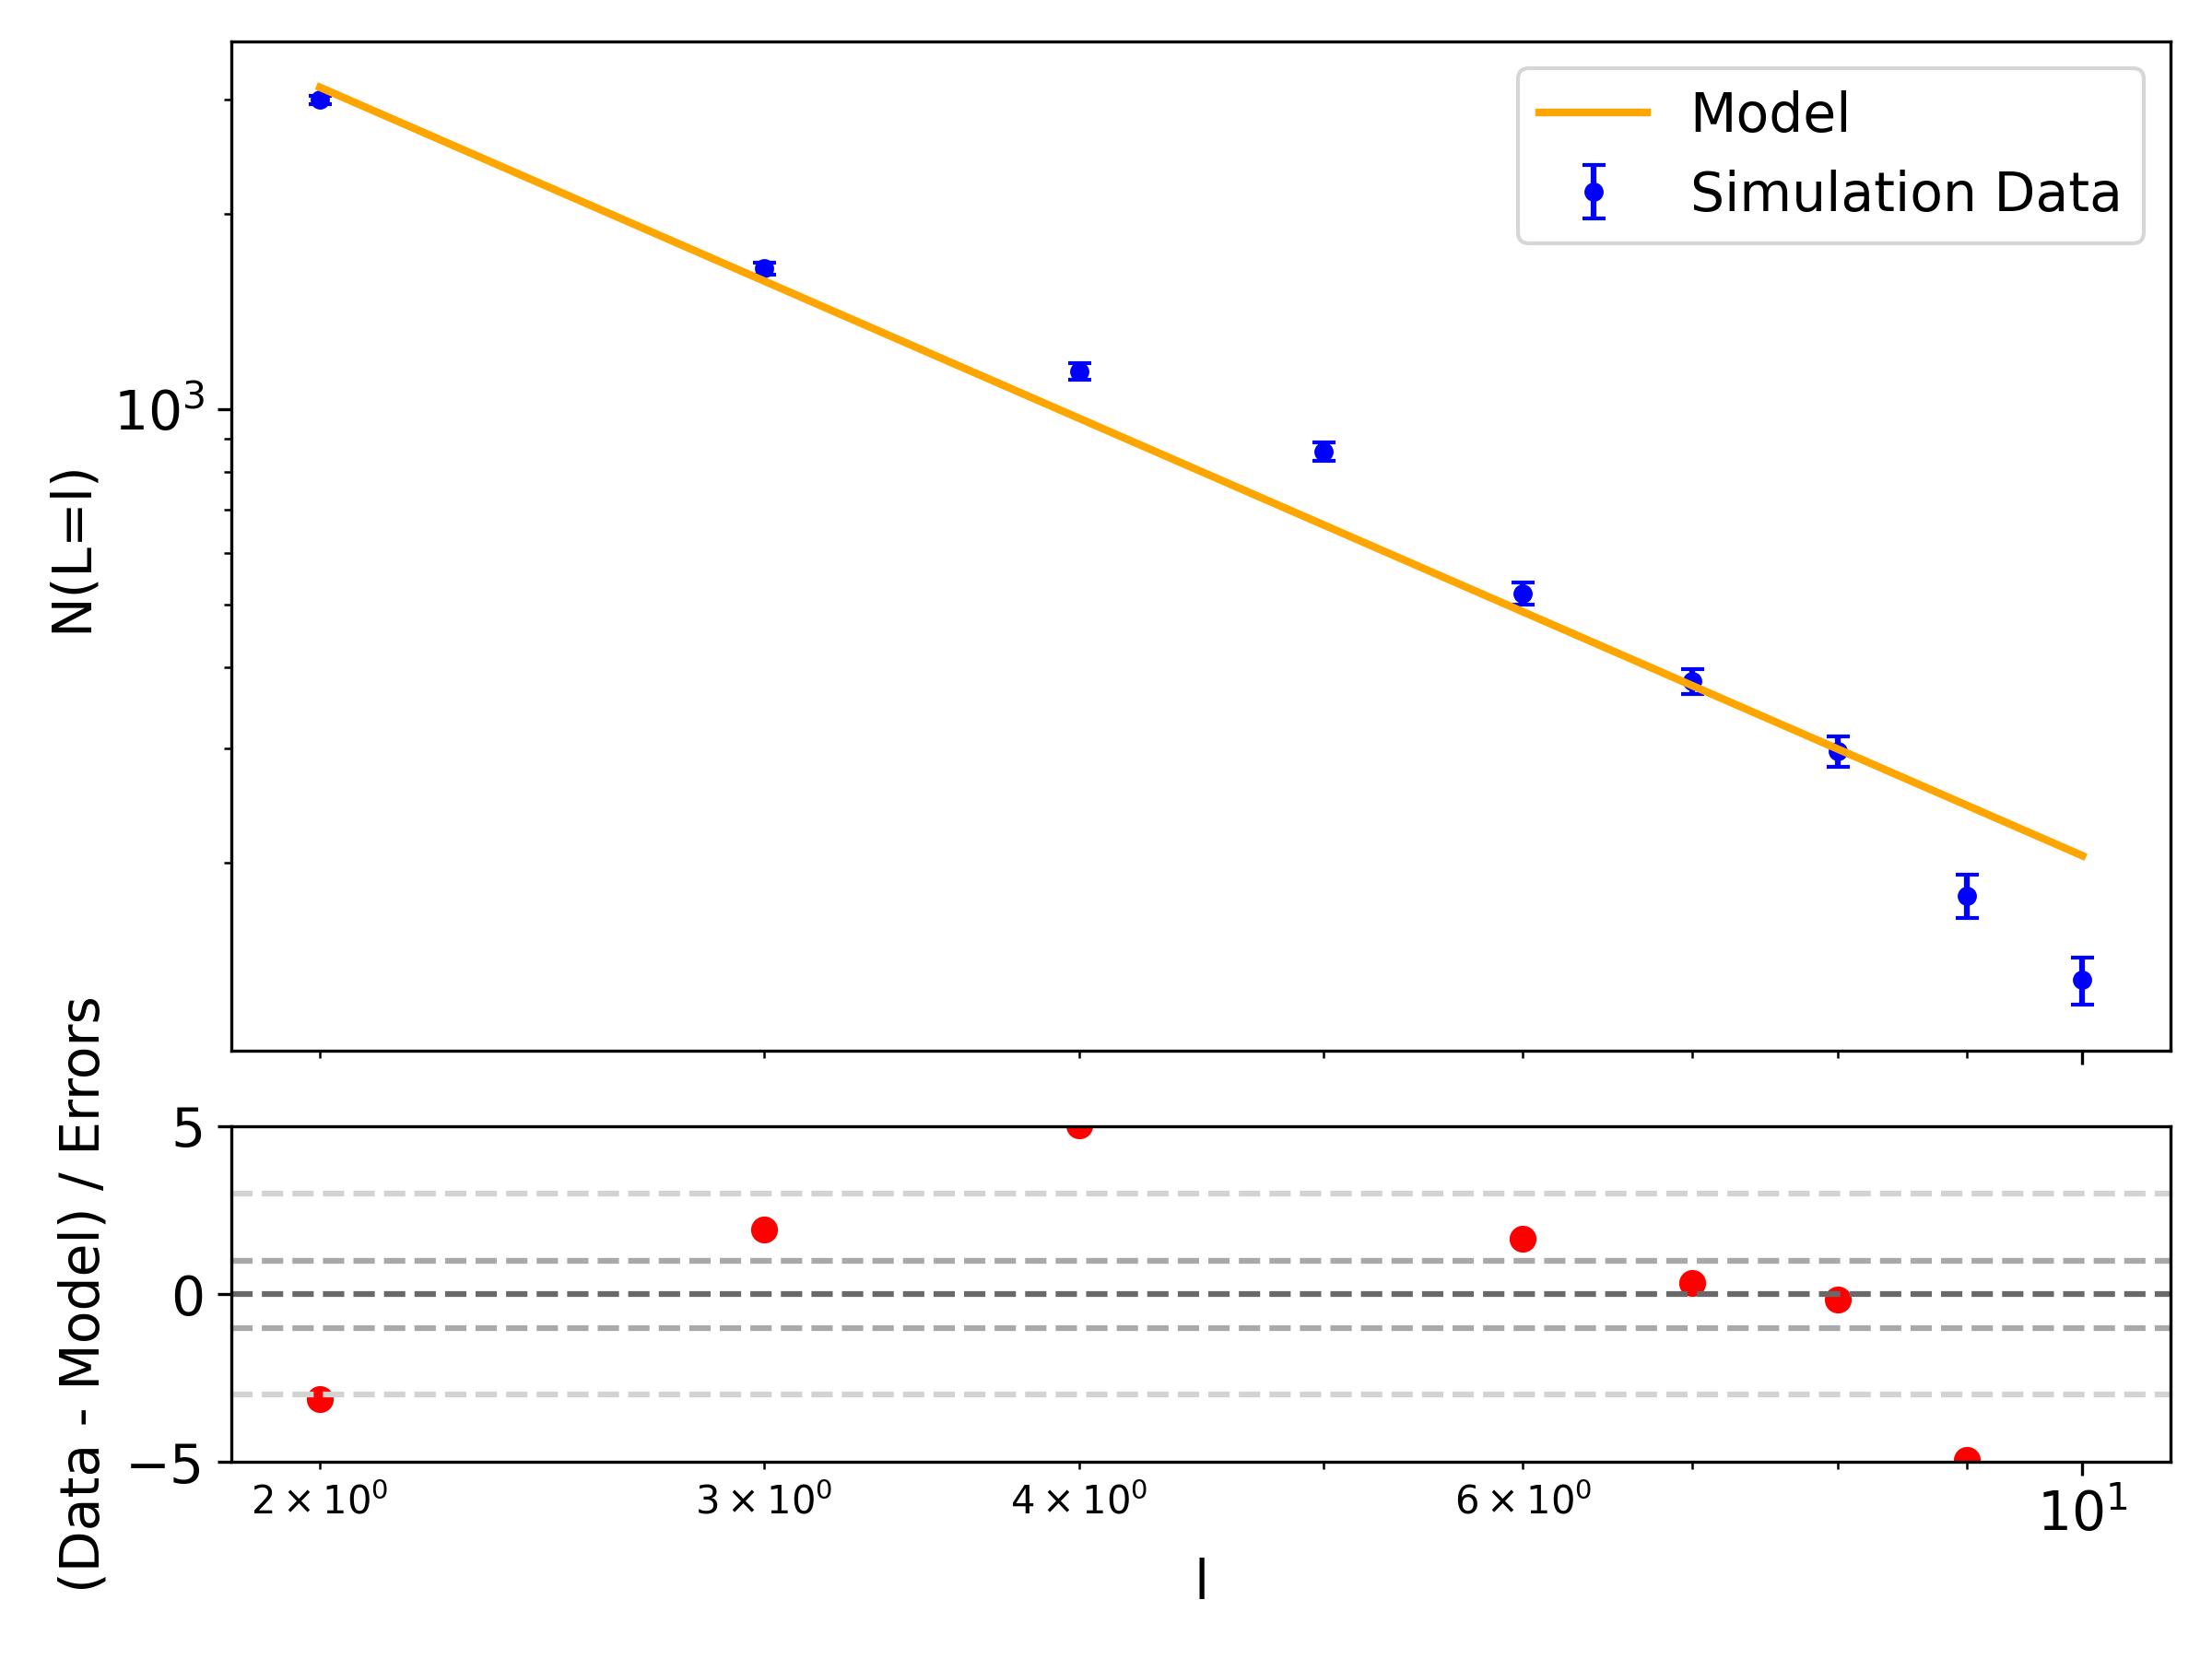 Model
Simulation Data
10³
N(L=l)
(Data - Model) / Errors
5
0
−5
2 × 10⁰
3 × 10⁰
4 × 10⁰
6 × 10⁰
10¹
l